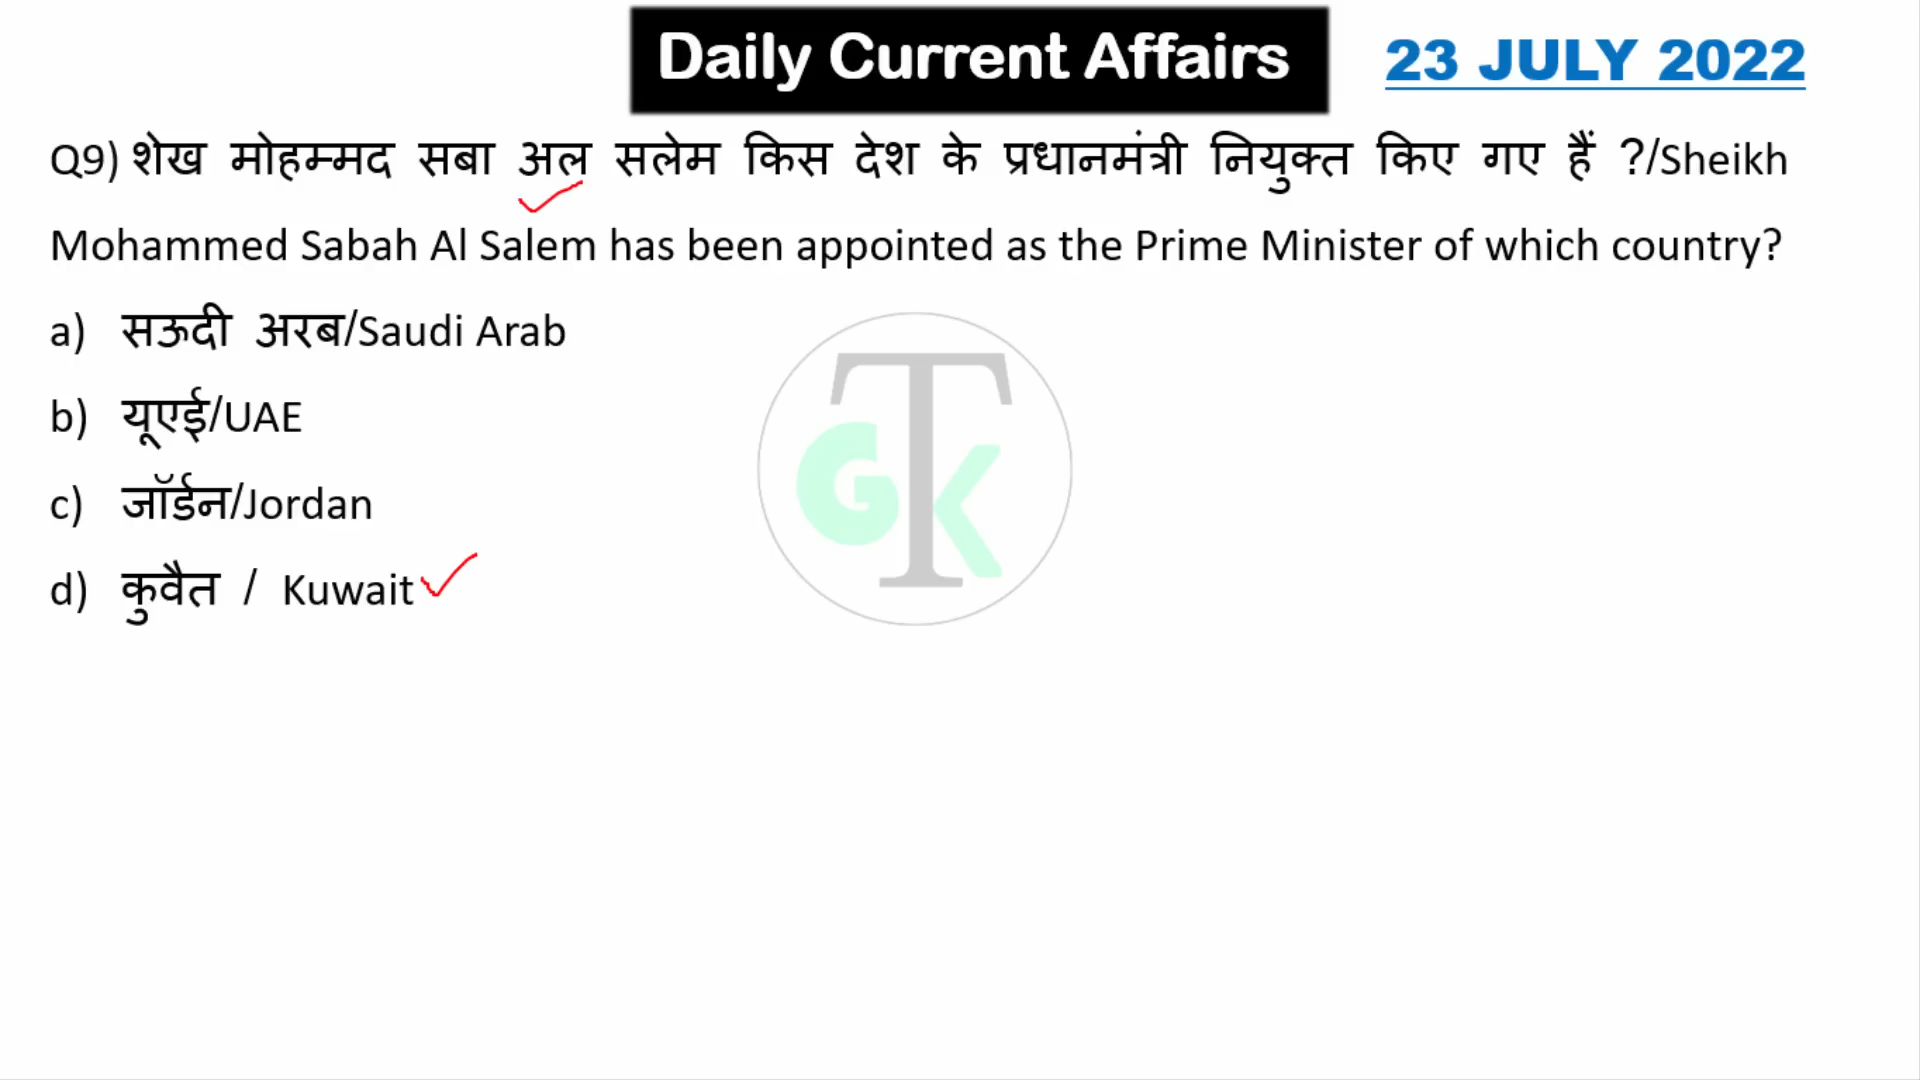 Daily Current Affairs 23 JULY 2022
Q9) शेख मोहम्मद सबा अल सलेम किस देश के प्रधानमंत्री नियुक्त किए गए हैं ?/Sheikh
Mohammed Sabah Al Salem has been appointed as the Prime Minister of which country?
a) सऊदी अरब/Saudi Arab
b) यूएई/UAE
c) जॉर्डन/Jordan
d) कुवैत / Kuwait
GTK